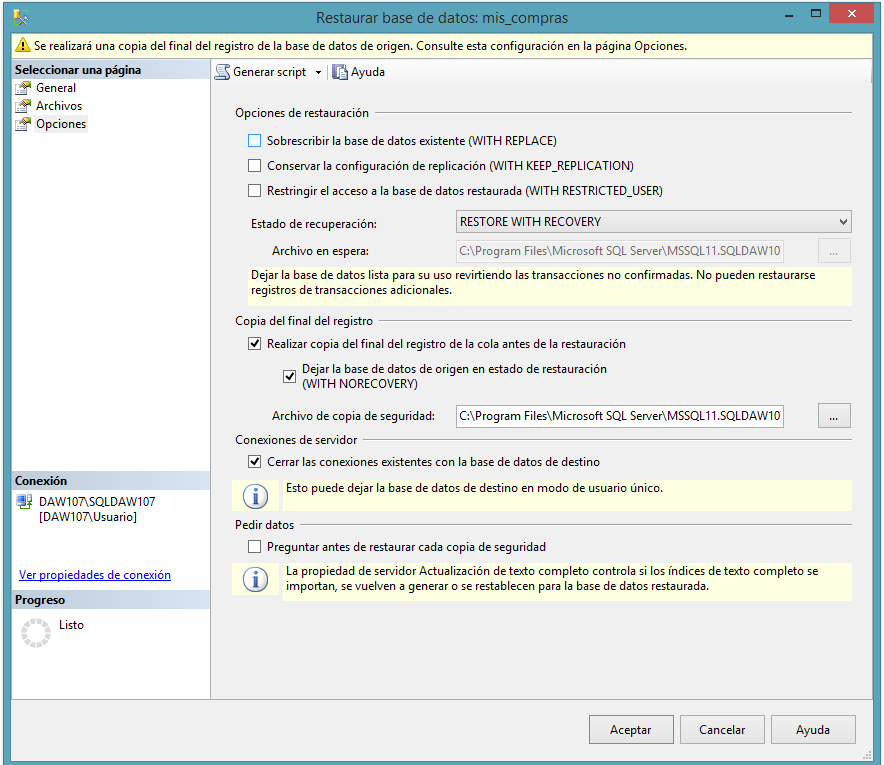 Restaurar base de datos: mis_compras
Se realizará una copia del final del registro de la base de datos de origen. Consulte esta configuración en la página Opciones.
Seleccionar una página
General
Archivos
Opciones
Generar script
Ayuda
Opciones de restauración
Sobrescribir la base de datos existente (WITH REPLACE)
Conservar la configuración de replicación (WITH KEEP_REPLICATION)
Restringir el acceso a la base de datos restaurada (WITH RESTRICTED_USER)
Estado de recuperación:
RESTORE WITH RECOVERY
Archivo en espera:
C:\Program Files\Microsoft SQL Server\MSSQL11.SQLDAW10
...
Dejar la base de datos lista para su uso revirtiendo las transacciones no confirmadas. No pueden restaurarse
registros de transacciones adicionales.
Copia del final del registro
Realizar copia del final del registro de la cola antes de la restauración
Dejar la base de datos de origen en estado de restauración
(WITH NORECOVERY)
Archivo de copia de seguridad:
C:\Program Files\Microsoft SQL Server\MSSQL11.SQLDAW10
...
Conexiones de servidor
Cerrar las conexiones existentes con la base de datos de destino
Esto puede dejar la base de datos de destino en modo de usuario único.
Pedir datos
Preguntar antes de restaurar cada copia de seguridad
La propiedad de servidor Actualización de texto completo controla si los índices de texto completo se
importan, se vuelven a generar o se restablecen para la base de datos restaurada.
Conexión
DAW107\SQLDAW107
[DAW107\Usuario]
Ver propiedades de conexión
Progreso
Listo
Aceptar
Cancelar
Ayuda